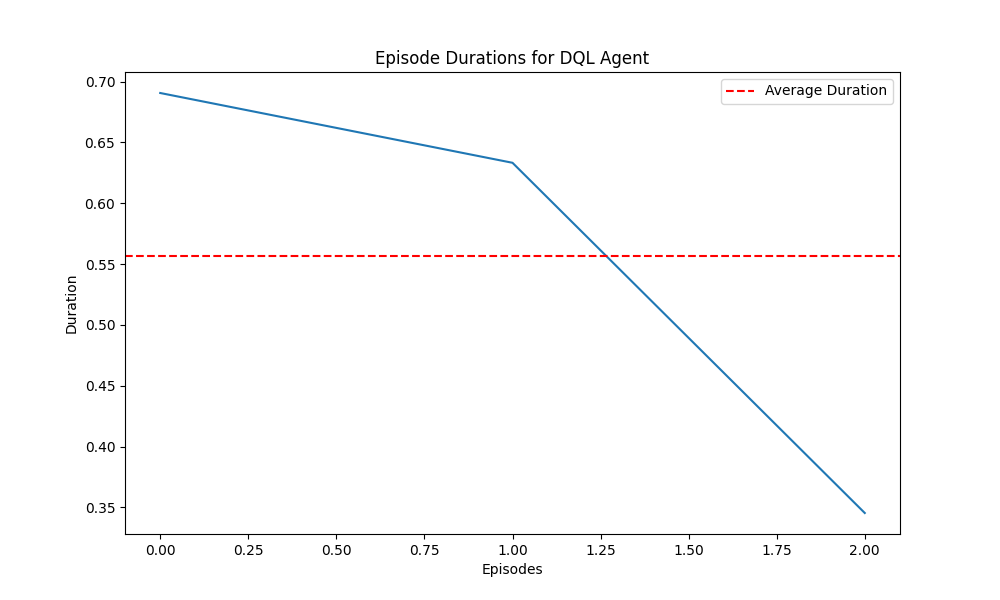 Episode Durations for DQL Agent
Average Duration
Duration
0.70
0.65
0.60
0.55
0.50
0.45
0.40
0.35
0.00 0.25 0.50 0.75 1.00 1.25 1.50 1.75 2.00
Episodes